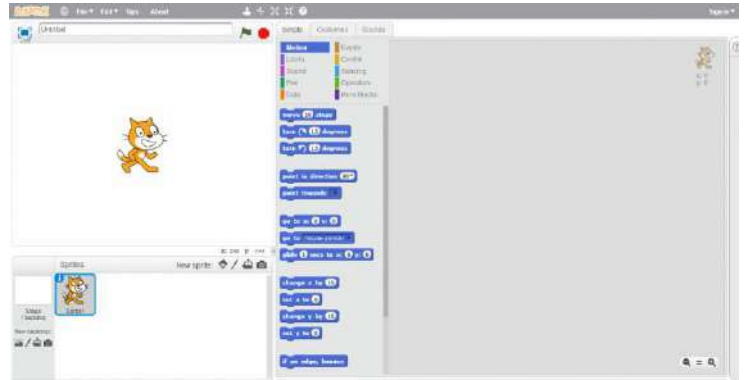 SCRATCH File Edit Tips About
Sign in
Untitled
Scripts Costumes Sounds
Motion Events
Looks Control
Sound Sensing
Pen Operators
Data More Blocks
move 10 steps
turn 15 degrees
turn 15 degrees
point in direction 90
point towards
go to x: 0 y: 0
go to mouse-pointer
glide 1 secs to x: 0 y: 0
change x by 10
set x to 0
change y by 10
set y to 0
if on edge, bounce
Sprites New sprite:
Sprite1
Stage
1 backdrop
New backdrop: